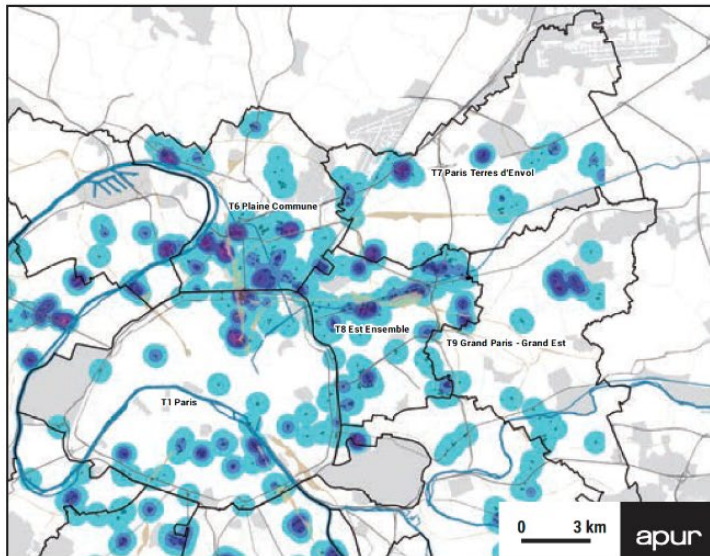 T7 Paris Terres d'Envol
T6 Plaine Commune
T8 Est Ensemble
T9 Grand Paris - Grand Est
T1 Paris
0 3 km
apur